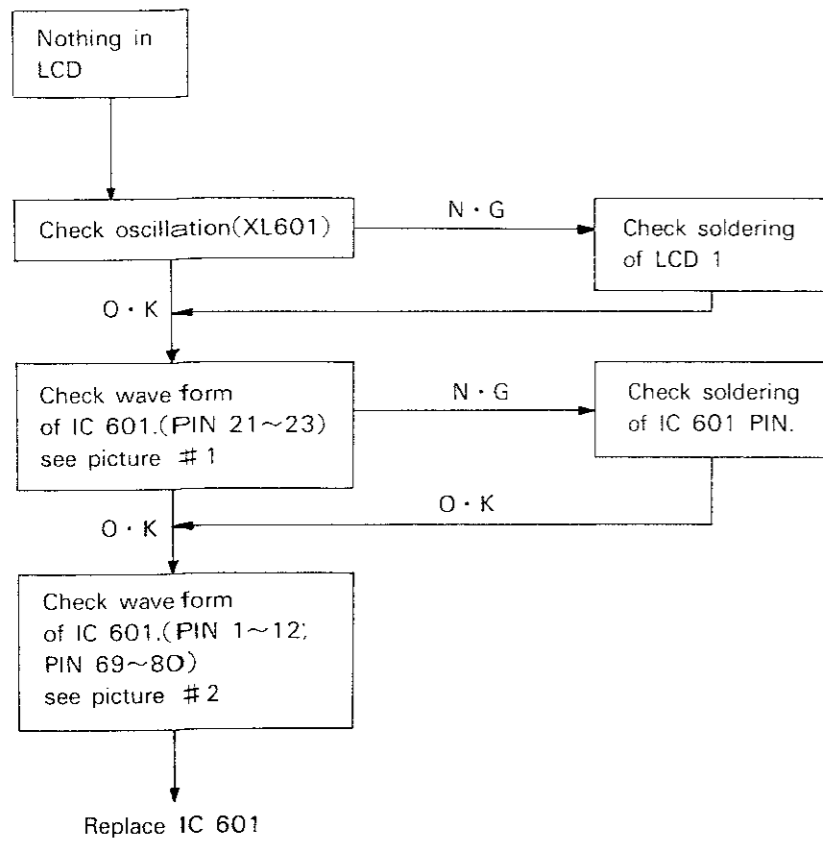 Nothing in
LCD
Check oscillation(XL601)
N·G
Check soldering
of LCD 1
O·K
Check wave form
of IC 601.(PIN 21~23)
see picture #1
N·G
Check soldering
of IC 601 PIN.
O·K
O·K
Check wave form
of IC 601.(PIN 1~12;
PIN 69~80)
see picture #2
Replace IC 601